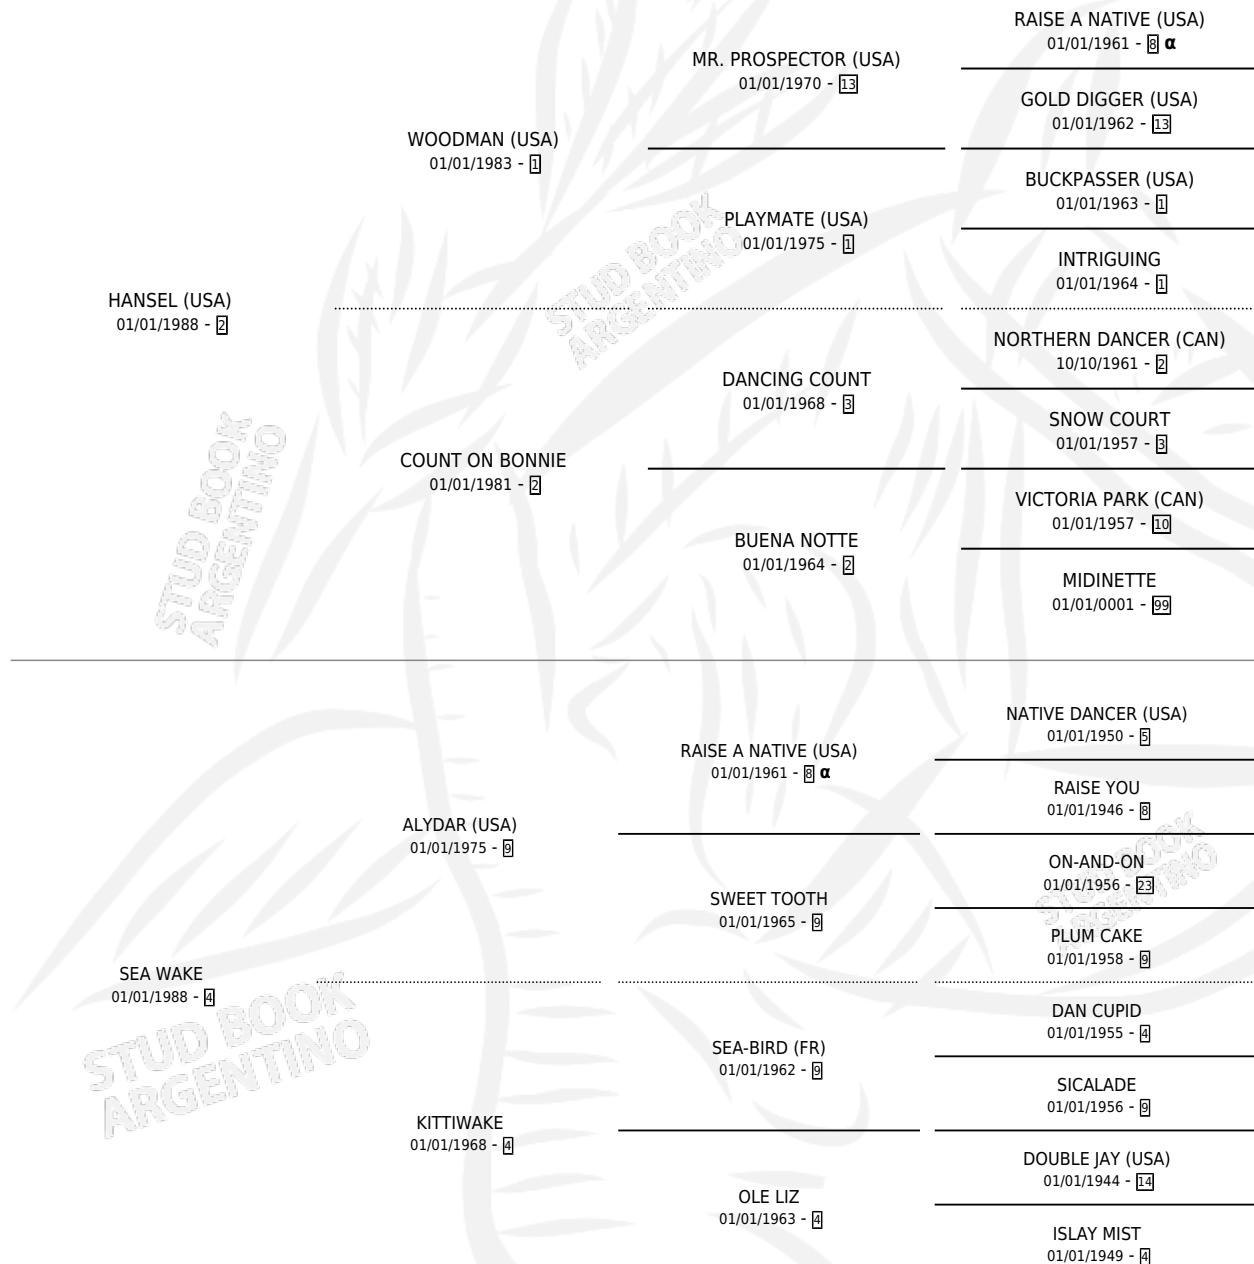 RAISE A NATIVE (USA)
01/01/1961 - 8 α
MR. PROSPECTOR (USA)
01/01/1970 - 13
GOLD DIGGER (USA)
01/01/1962 - 13
WOODMAN (USA)
01/01/1983 - 1
BUCKPASSER (USA)
01/01/1963 - 1
PLAYMATE (USA)
01/01/1975 - 1
INTRIGUING
01/01/1964 - 1
STUD BOOK
ARGENTINO
HANSEL (USA)
01/01/1988 - 2
NORTHERN DANCER (CAN)
10/10/1961 - 2
DANCING COUNT
01/01/1968 - 3
SNOW COURT
01/01/1957 - 3
COUNT ON BONNIE
01/01/1981 - 2
VICTORIA PARK (CAN)
01/01/1957 - 10
BUENA NOTTE
01/01/1964 - 2
MIDINETTE
01/01/0001 - 99
STUD BOOK
ARGENTINO
NATIVE DANCER (USA)
01/01/1950 - 5
RAISE A NATIVE (USA)
01/01/1961 - 8 α
RAISE YOU
01/01/1946 - 8
ALYDAR (USA)
01/01/1975 - 9
ON-AND-ON
01/01/1956 - 23
SWEET TOOTH
01/01/1965 - 9
PLUM CAKE
01/01/1958 - 9
STUD BOOK
ARGENTINO
SEA WAKE
01/01/1988 - 4
DAN CUPID
01/01/1955 - 4
SEA-BIRD (FR)
01/01/1962 - 9
SICALADE
01/01/1956 - 9
STUD BOOK
ARGENTINO
KITTIWAKE
01/01/1968 - 4
DOUBLE JAY (USA)
01/01/1944 - 14
OLE LIZ
01/01/1963 - 4
ISLAY MIST
01/01/1949 - 4